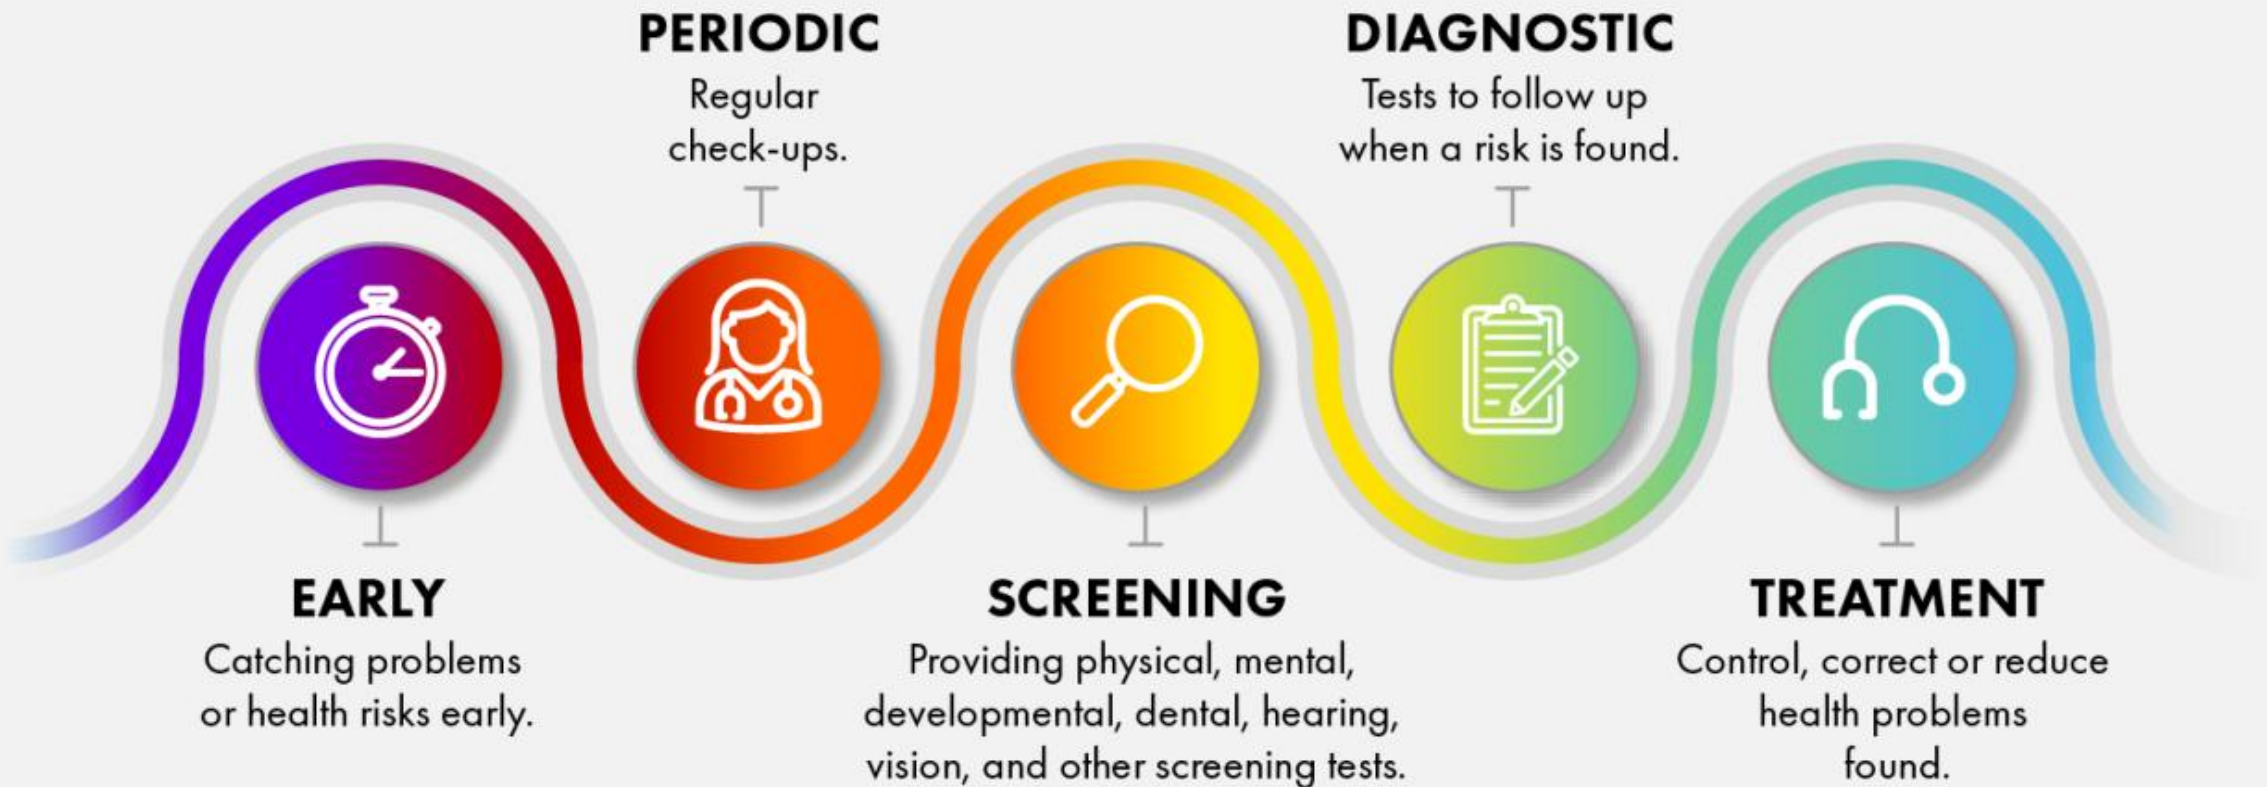 EARLY
Catching problems
or health risks early.
PERIODIC
Regular
check-ups.
SCREENING
Providing physical, mental,
developmental, dental, hearing,
vision, and other screening tests.
DIAGNOSTIC
Tests to follow up
when a risk is found.
TREATMENT
Control, correct or reduce
health problems
found.